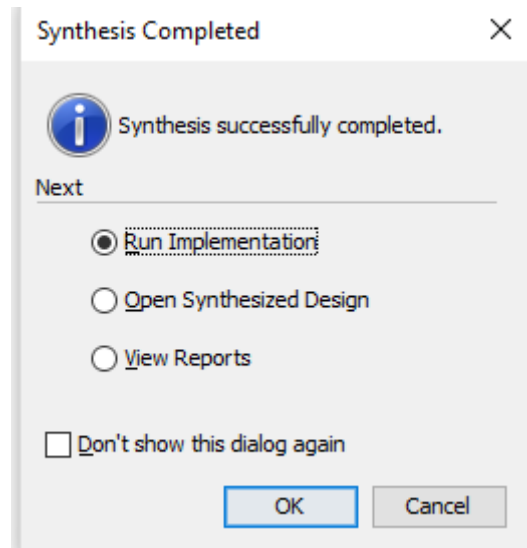 Synthesis Completed
Synthesis successfully completed.
Next
Run Implementation
Open Synthesized Design
View Reports
Don't show this dialog again
OK
Cancel